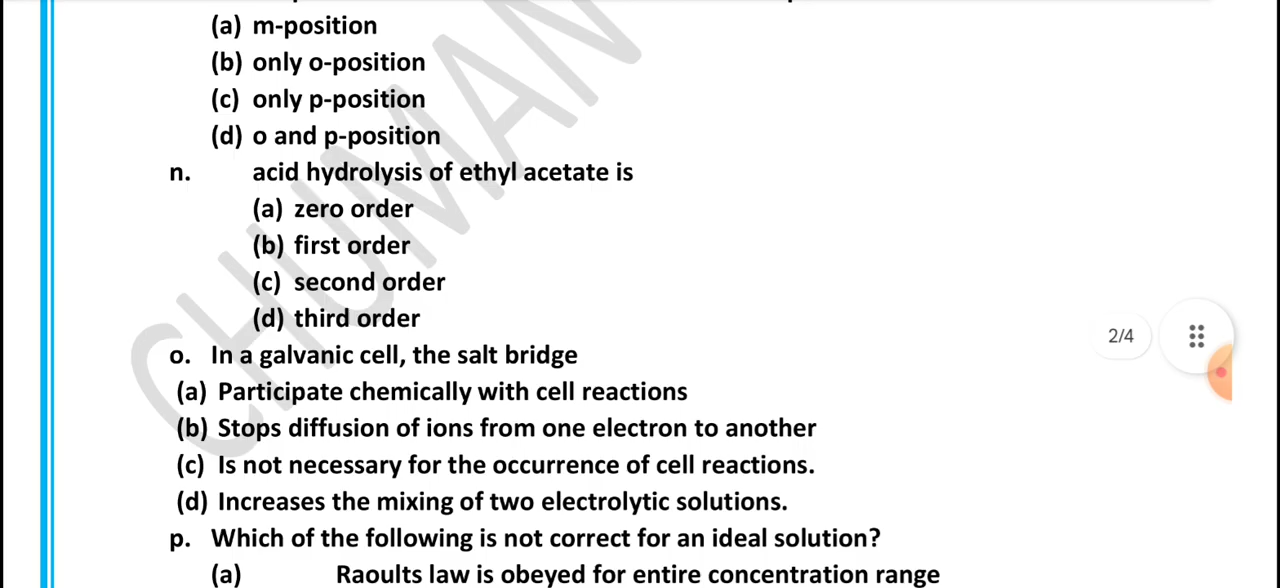 (a) m-position
(b) only o-position
(c) only p-position
(d) o and p-position
n. acid hydrolysis of ethyl acetate is
(a) zero order
(b) first order
(c) second order
(d) third order
o. In a galvanic cell, the salt bridge
(a) Participate chemically with cell reactions
(b) Stops diffusion of ions from one electron to another
(c) Is not necessary for the occurrence of cell reactions.
(d) Increases the mixing of two electrolytic solutions.
p. Which of the following is not correct for an ideal solution?
(a) Raoults law is obeyed for entire concentration range
2/4
CHUMAN